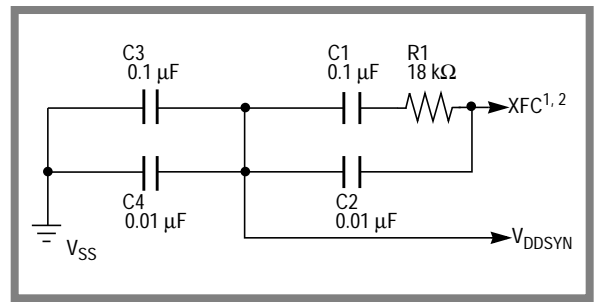 C3
0.1 µF
C1
0.1 µF
R1
18 kΩ
XFC1, 2
C4
0.01 µF
C2
0.01 µF
VSS
VDDSYN